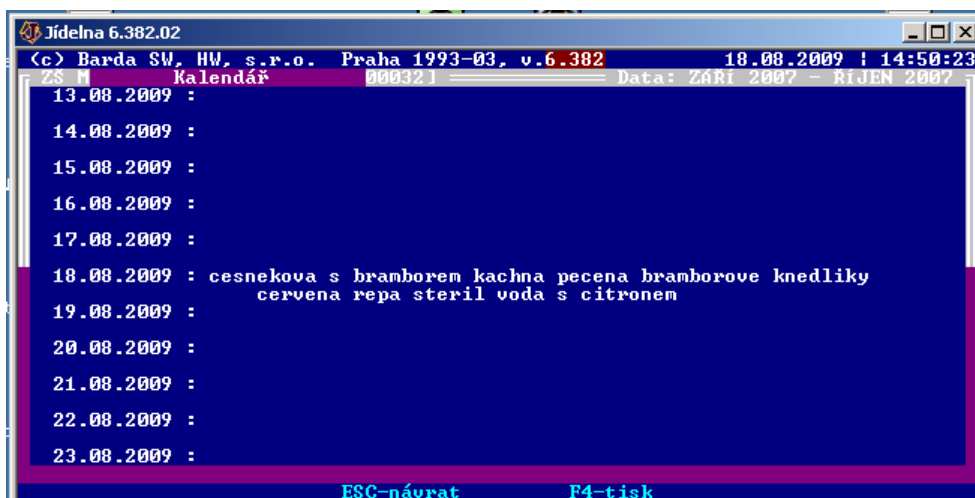 Jídelna 6.382.02
(c) Barda SW, HW, s.r.o. Praha 1993-03, v.6.382 18.08.2009 | 14:50:23
ZŠ M Kalendář 00032] Data: ZÁŘÍ 2007 - ŘÍJEN 2007
13.08.2009 :
14.08.2009 :
15.08.2009 :
16.08.2009 :
17.08.2009 :
18.08.2009 : cesnekova s bramborem kachna pecena bramborove knedliky
cervena repa steril voda s citronem
19.08.2009 :
20.08.2009 :
21.08.2009 :
22.08.2009 :
23.08.2009 :
ESC-návrat F4-tisk